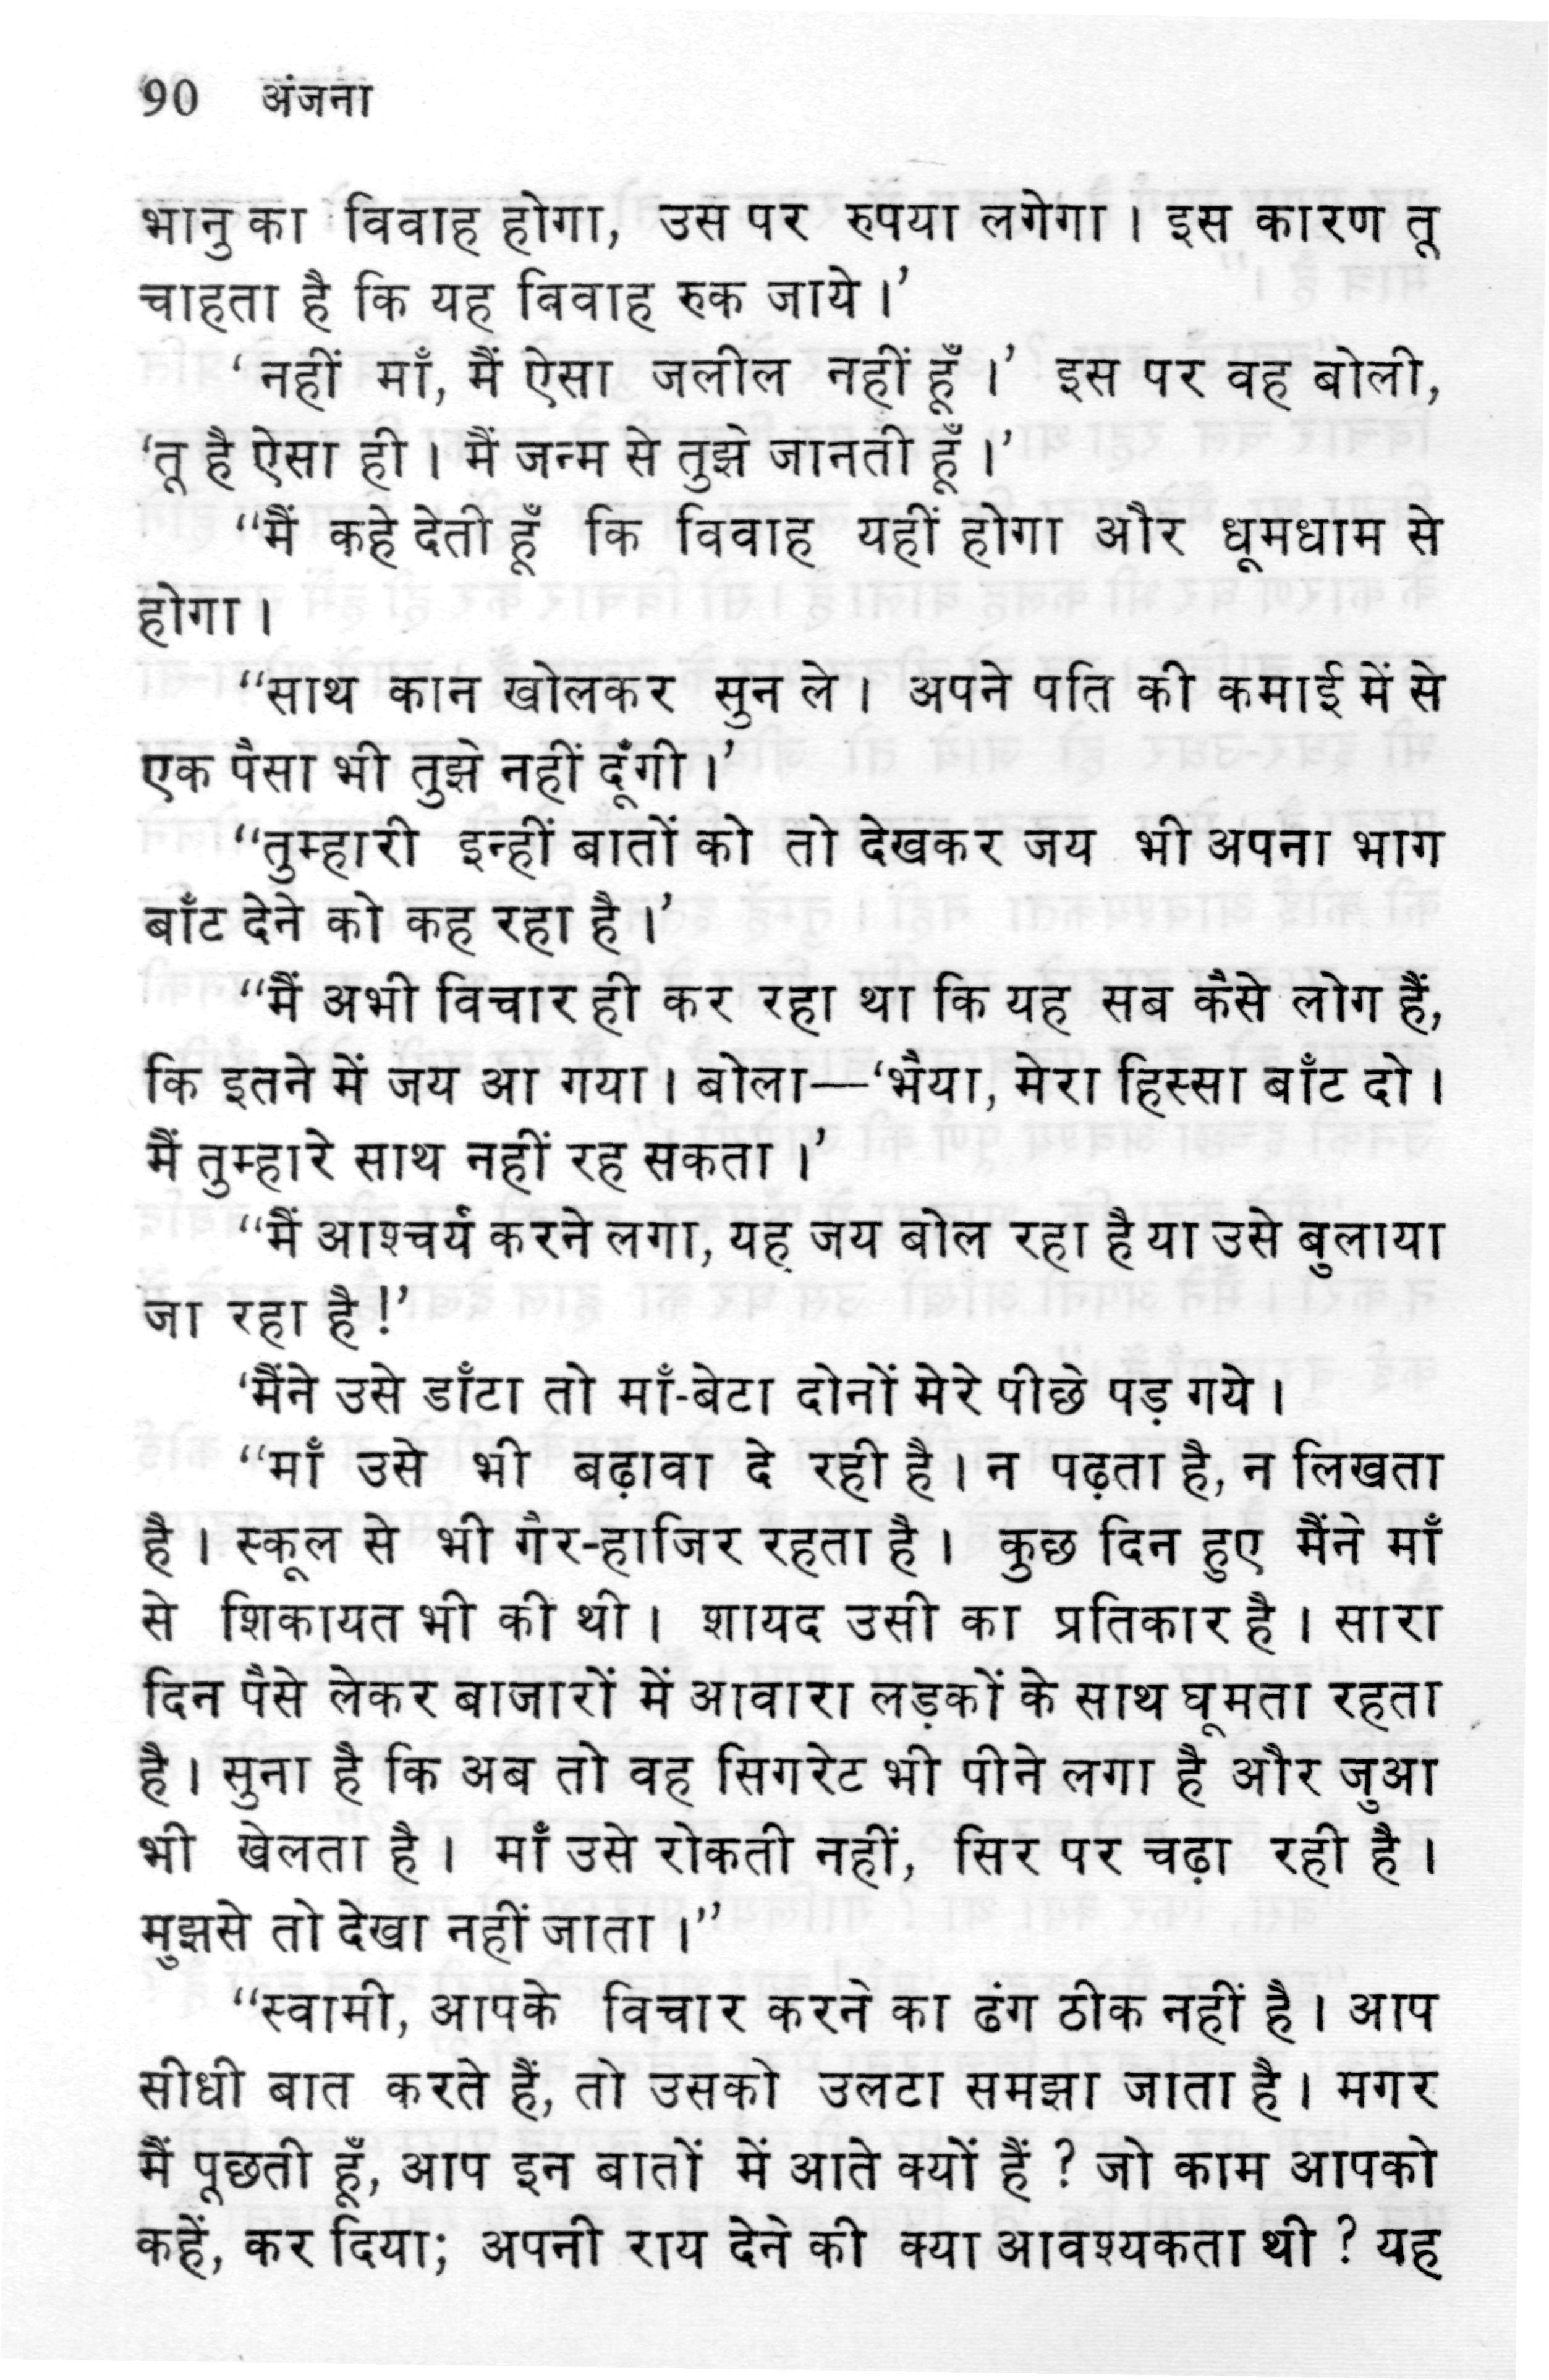 90 अंजना
भानु का विवाह होगा, उस पर रुपया लगेगा। इस कारण तू
चाहता है कि यह विवाह रुक जाये।’
‘नहीं माँ, मैं ऐसा जलील नहीं हूँ।’ इस पर वह बोली,
‘तू है ऐसा ही। मैं जन्म से तुझे जानती हूँ।’
“मैं कहे देती हूँ कि विवाह यहीं होगा और धूमधाम से
होगा।
“साथ कान खोलकर सुन ले। अपने पति की कमाई में से
एक पैसा भी तुझे नहीं दूँगी।’
“तुम्हारी इन्हीं बातों को तो देखकर जय भी अपना भाग
बाँट देने को कह रहा है।’
“मैं अभी विचार ही कर रहा था कि यह सब कैसे लोग हैं,
कि इतने में जय आ गया। बोला—‘भैया, मेरा हिस्सा बाँट दो।
मैं तुम्हारे साथ नहीं रह सकता।’
“मैं आश्चर्य करने लगा, यह जय बोल रहा है या उसे बुलाया
जा रहा है!’
‘मैंने उसे डाँटा तो माँ-बेटा दोनों मेरे पीछे पड़ गये।
“माँ उसे भी बढ़ावा दे रही है। न पढ़ता है, न लिखता
है। स्कूल से भी गैर-हाजिर रहता है। कुछ दिन हुए मैंने माँ
से शिकायत भी की थी। शायद उसी का प्रतिकार है। सारा
दिन पैसे लेकर बाजारों में आवारा लड़कों के साथ घूमता रहता
है। सुना है कि अब तो वह सिगरेट भी पीने लगा है और जुआ
भी खेलता है। माँ उसे रोकती नहीं, सिर पर चढ़ा रही है।
मुझसे तो देखा नहीं जाता।”
“स्वामी, आपके विचार करने का ढंग ठीक नहीं है। आप
सीधी बात करते हैं, तो उसको उलटा समझा जाता है। मगर
मैं पूछती हूँ, आप इन बातों में आते क्यों हैं? जो काम आपको
कहें, कर दिया; अपनी राय देने की क्या आवश्यकता थी? यह